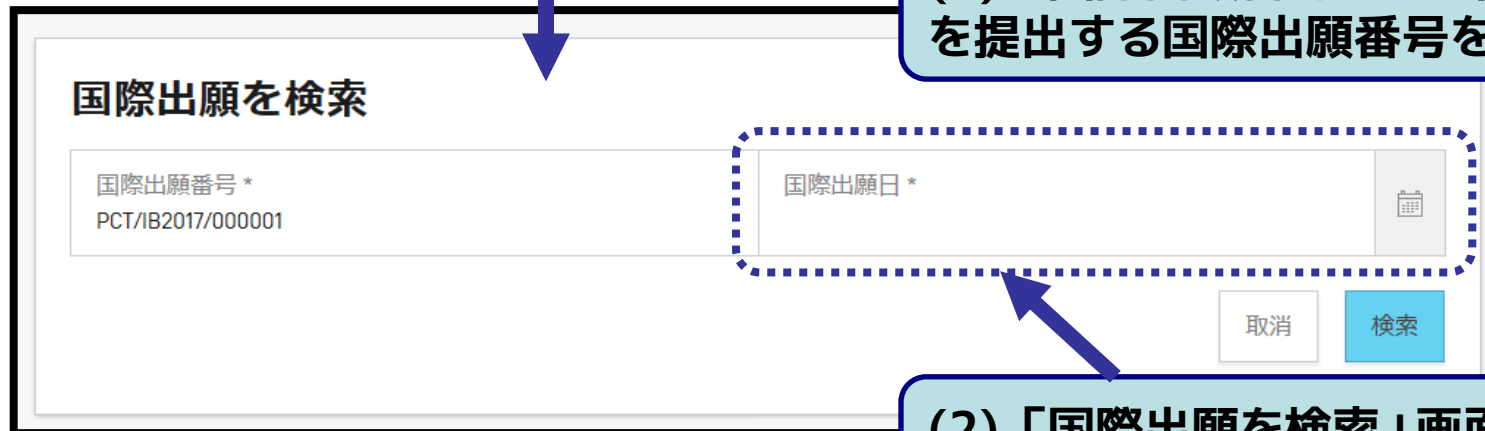 を提出する国際出願番号を
国際出願を検索
国際出願番号 *
PCT/IB2017/000001
国際出願日 *
取消
検索
(2)「国際出願を検索」画面